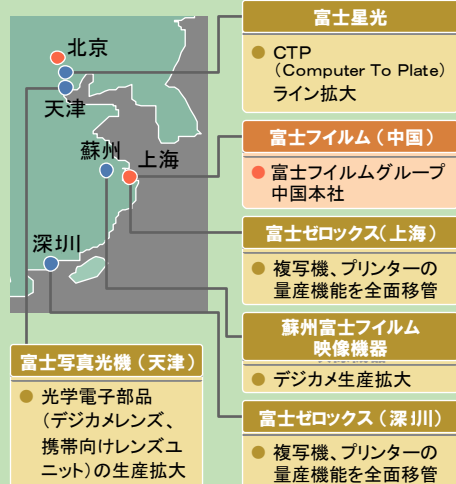 北京
天津
蘇州
上海
深圳
富士星光
● CTP
（Computer To Plate）
ライン拡大
富士フイルム（中国）
● 富士フイルムグループ
中国本社
富士ゼロックス（上海）
● 複写機、プリンターの
量産機能を全面移管
蘇州富士フイルム
映像機器
● デジカメ生産拡大
富士ゼロックス（深圳）
● 複写機、プリンターの
量産機能を全面移管
富士写真光機（天津）
● 光学電子部品
（デジカメレンズ、
携帯向けレンズユ
ニット）の生産拡大